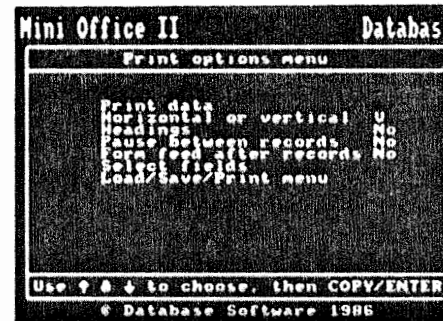 Mini Office II Databas
Print options menu
Print data
Horizontal or vertical V
Headings No
Pause between records No
Form feed after records No
Select fields
Load/Save/Print menu
Use ↑ & ↓ to choose, then COPY/ENTER
© Database Software 1986